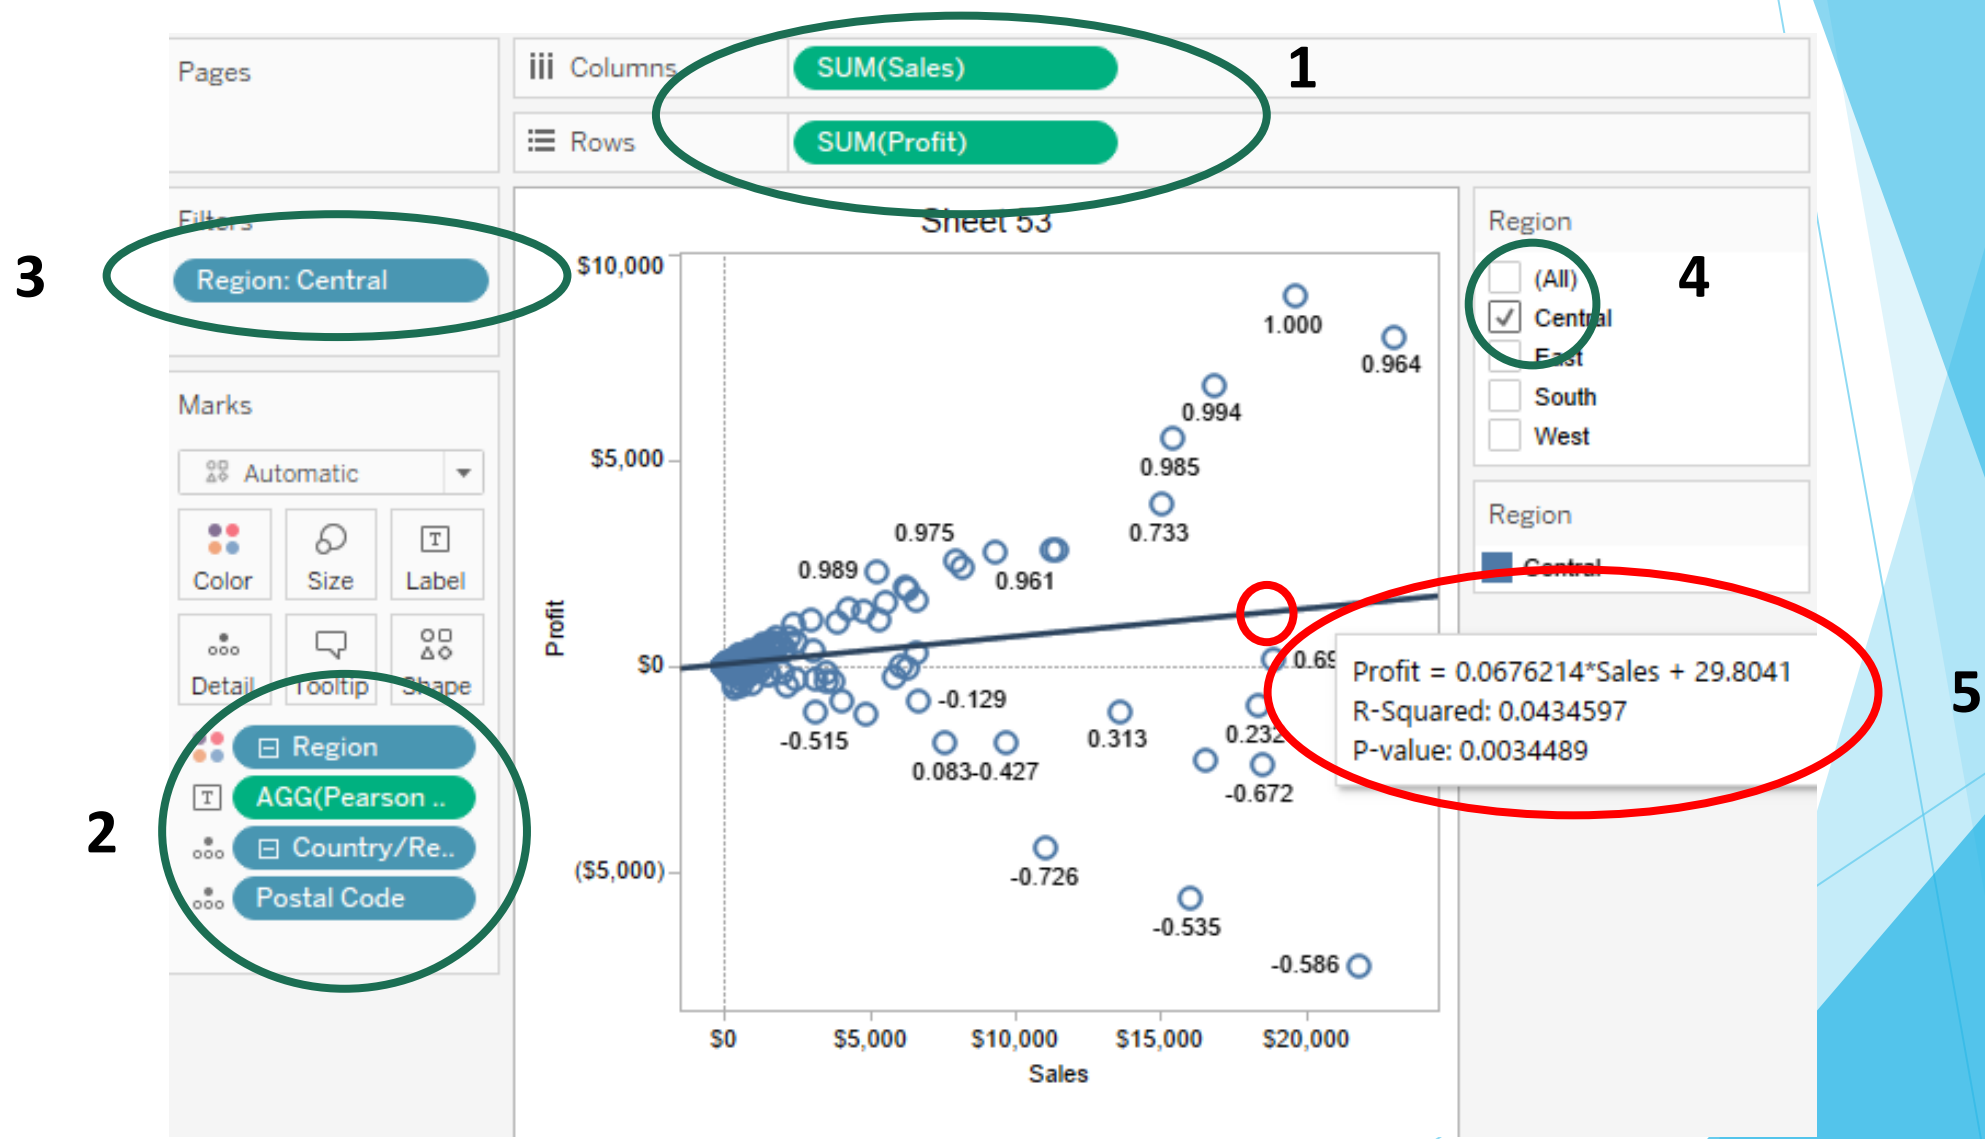 1
Pages
Columns
SUM(Sales)
Rows
SUM(Profit)
3
Filters
Region: Central
Marks
Automatic
Color
Size
Label
Detail
Tooltip
Shape
2
Region
AGG(Pearson ..
Country/Re..
Postal Code
Sheet 53
Profit
$10,000
$5,000
$0
($5,000)
1.000
0.964
0.994
0.985
0.733
0.975
0.989
0.961
0.69
-0.129
-0.515
0.313
0.232
0.083
-0.427
-0.672
-0.726
-0.535
-0.586
$0
$5,000
$10,000
$15,000
$20,000
Sales
Region
4
(All)
Central
East
South
West
Region
Central
Profit = 0.0676214*Sales + 29.8041
R-Squared: 0.0434597
P-value: 0.0034489
5